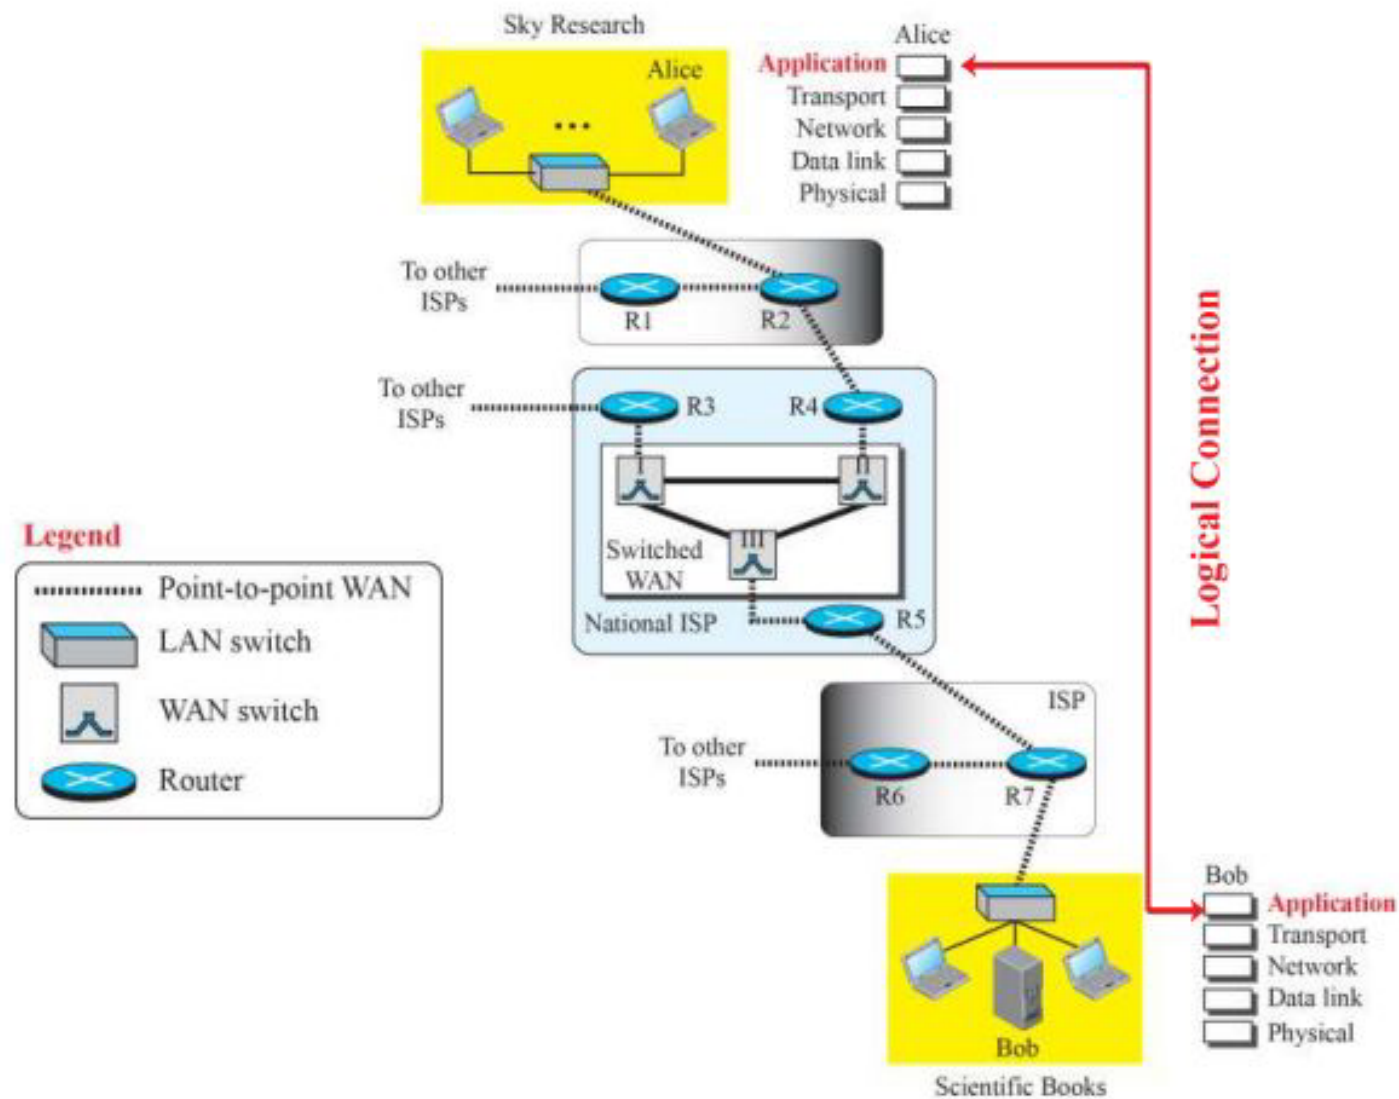 Sky Research
Alice
Alice
Application
Transport
Network
Data link
Physical
To other
ISPs
R1
R2
To other
ISPs
R3
R4
I
II
III
Switched
WAN
National ISP
R5
ISP
To other
ISPs
R6
R7
Bob
Scientific Books
Logical Connection
Bob
Application
Transport
Network
Data link
Physical
Legend
Point-to-point WAN
LAN switch
WAN switch
Router